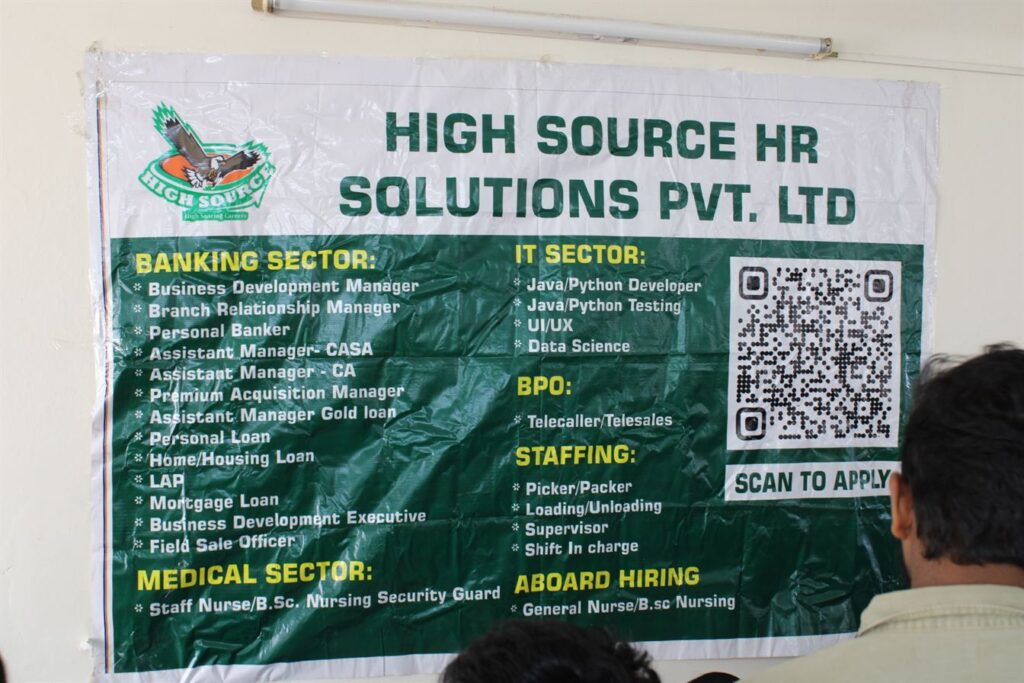 HIGH SOURCE HR
SOLUTIONS PVT. LTD
HIGH SOURCE
High Soaring Careers
BANKING SECTOR:
Business Development Manager
Branch Relationship Manager
Personal Banker
Assistant Manager- CASA
Assistant Manager - CA
Premium Acquisition Manager
Assistant Manager Gold loan
Personal Loan
Home/Housing Loan
LAP
Mortgage Loan
Business Development Executive
Field Sale Officer
MEDICAL SECTOR:
Staff Nurse/B.Sc. Nursing Security Guard
IT SECTOR:
Java/Python Developer
Java/Python Testing
UI/UX
Data Science
BPO:
Telecaller/Telesales
STAFFING:
Picker/Packer
Loading/Unloading
Supervisor
Shift In charge
ABOARD HIRING
General Nurse/B.sc Nursing
SCAN TO APPLY